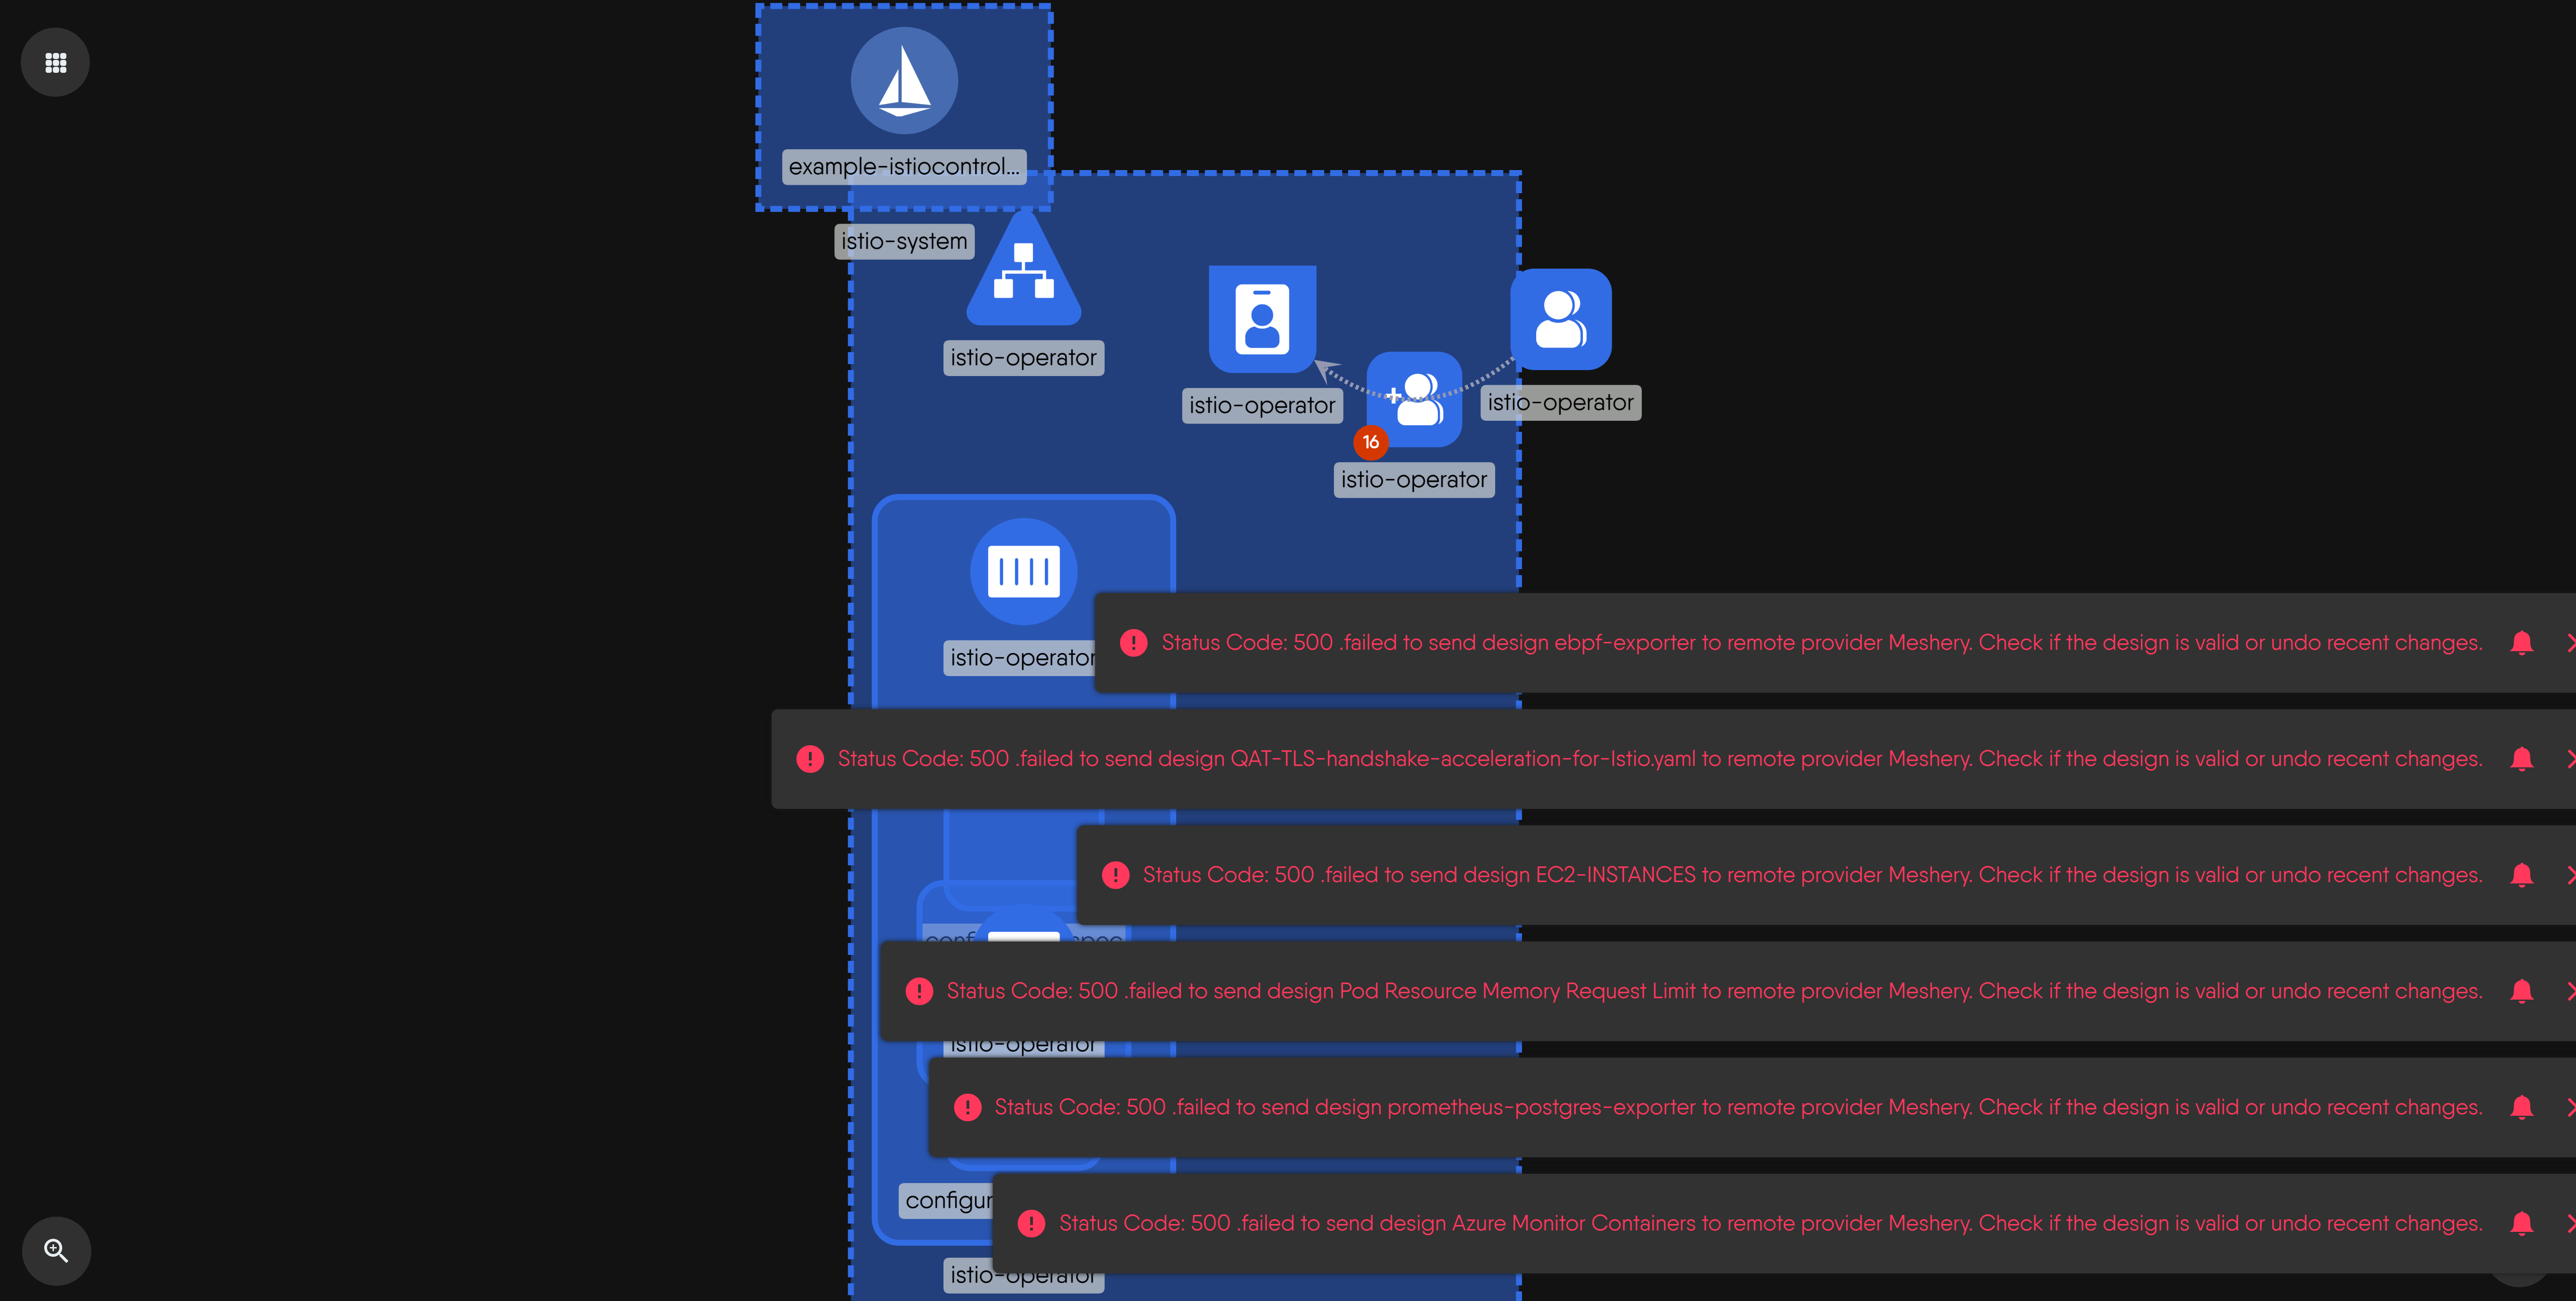 example-istiocontrol...
istio-system
istio-operator
istio-operator
istio-operator
16
istio-operator
istio-operator
Status Code: 500 .failed to send design ebpf-exporter to remote provider Meshery. Check if the design is valid or undo recent changes.
Status Code: 500 .failed to send design QAT-TLS-handshake-acceleration-for-Istio.yaml to remote provider Meshery. Check if the design is valid or undo recent changes.
Status Code: 500 .failed to send design EC2-INSTANCES to remote provider Meshery. Check if the design is valid or undo recent changes.
Status Code: 500 .failed to send design Pod Resource Memory Request Limit to remote provider Meshery. Check if the design is valid or undo recent changes.
istio-operator
Status Code: 500 .failed to send design prometheus-postgres-exporter to remote provider Meshery. Check if the design is valid or undo recent changes.
Status Code: 500 .failed to send design Azure Monitor Containers to remote provider Meshery. Check if the design is valid or undo recent changes.
istio-operator